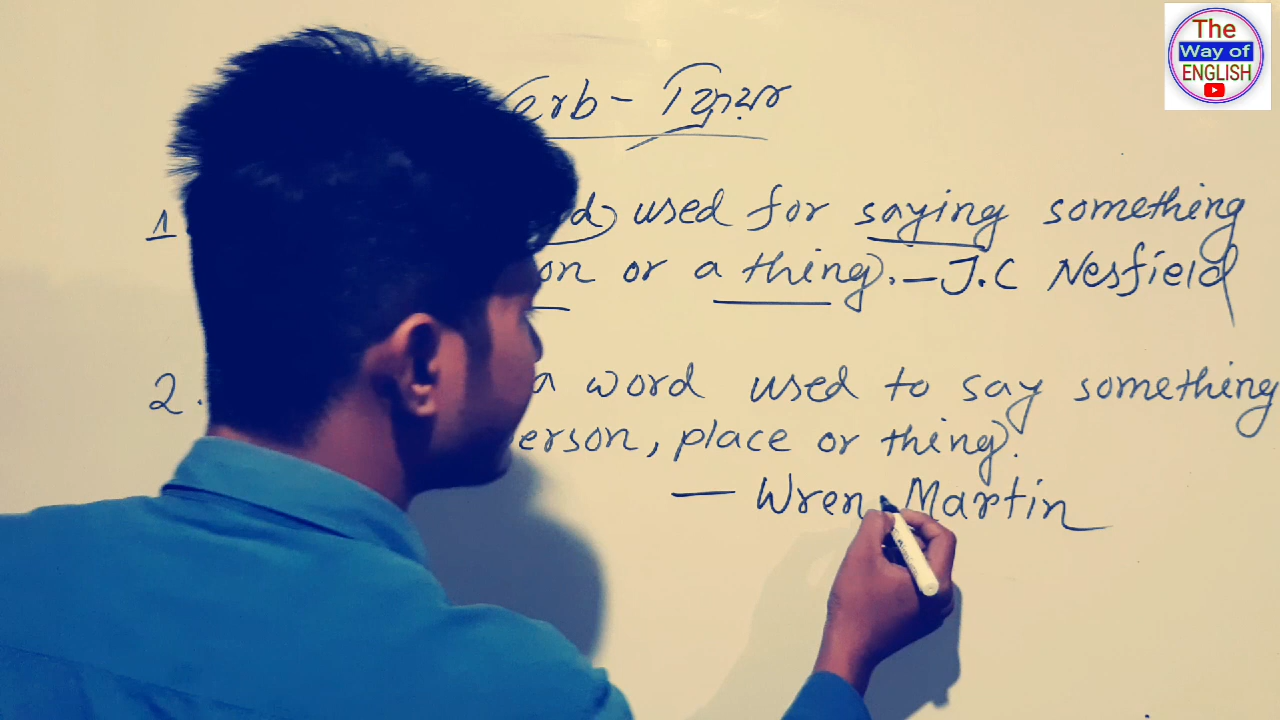 The
Way of
ENGLISH
Verb - ক্রিয়া
1. d used for saying something
on or a thing. - J.C Nesfield
2. a word used to say something
erson, place or thing.
— Wren Martin